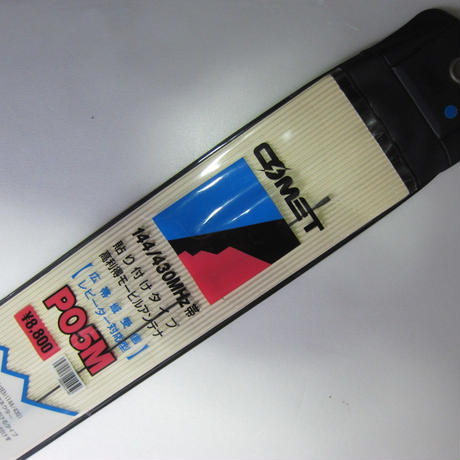 COMET
144/430MHz帯
貼り付けタイプ
高利得モービルアンテナ
【広帯域受信
レピーター対応型】
PO5M
¥8,800